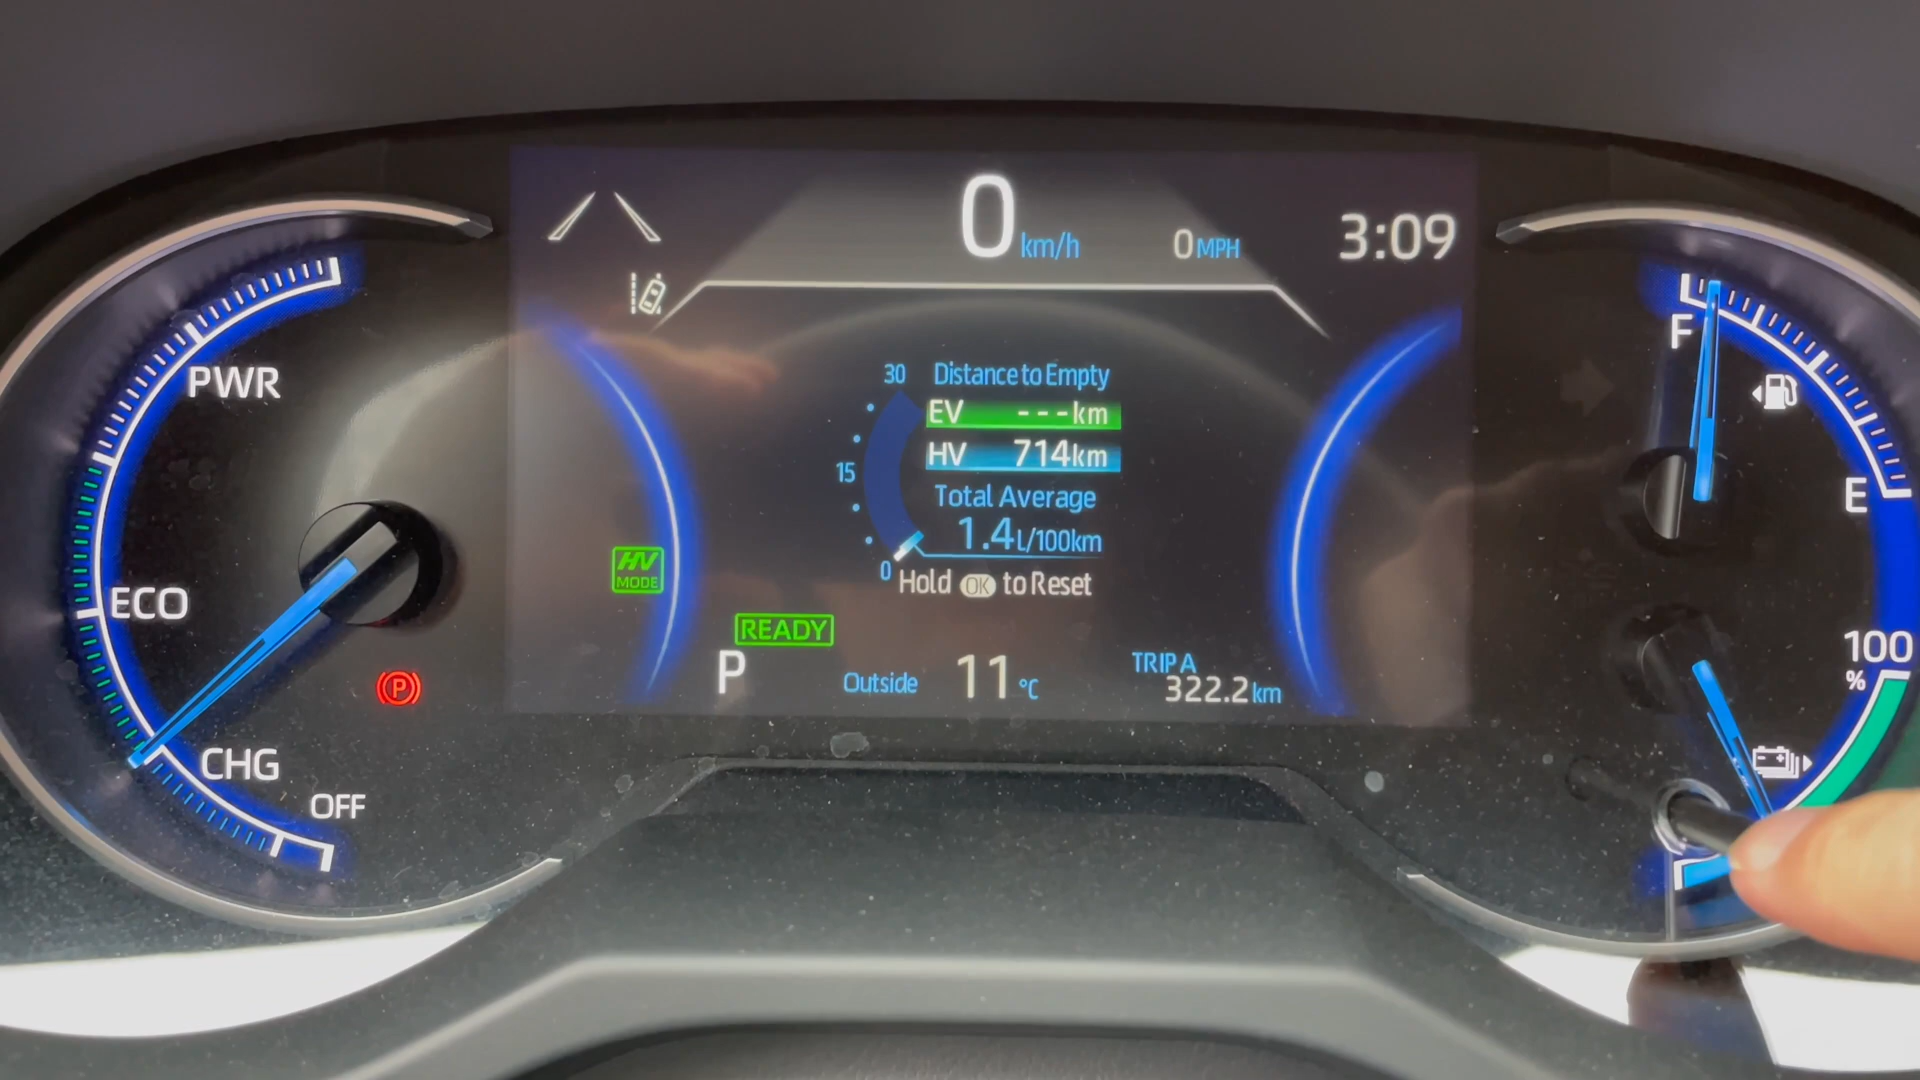 0 km/h
0 MPH
3:09
PWR
ECO
CHG
OFF
P
30
15
0
Distance to Empty
EV ---km
HV 714km
Total Average
1.4 L/100km
Hold OK to Reset
HV
MODE
READY
P
Outside 11 °C
TRIP A
322.2 km
F
E
100
%